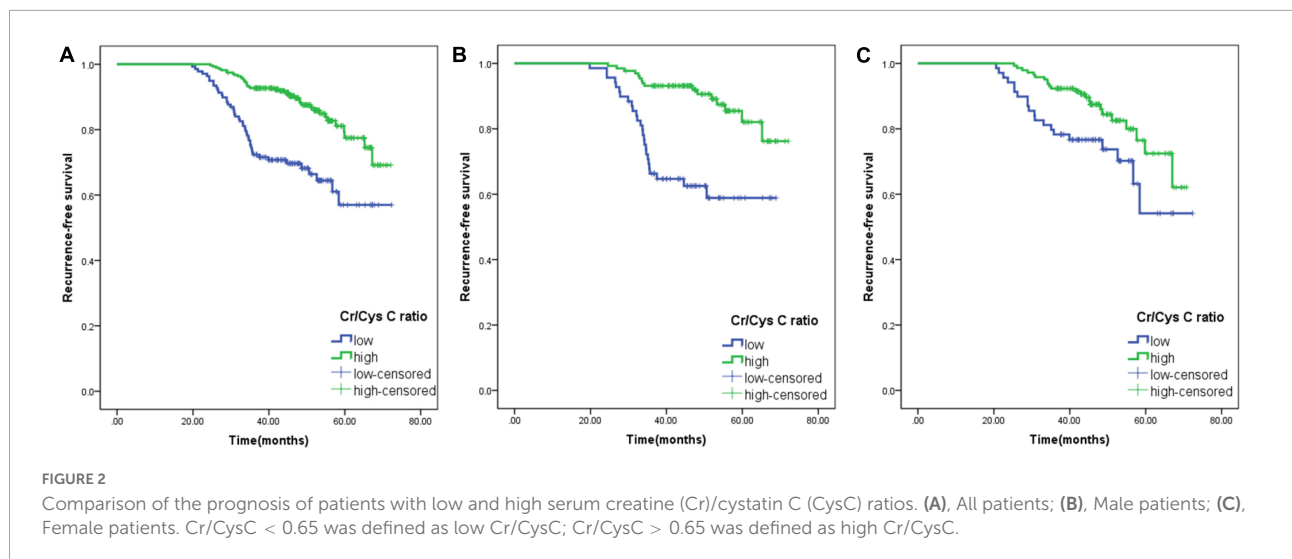 A
Recurrence-free survival
1.0
0.8
0.6
0.4
0.2
0.0
.00 20.00 40.00 60.00 80.00
Time(months)
Cr/Cys C ratio
low
high
low-censored
high-censored
B
Recurrence-free survival
1.0
0.8
0.6
0.4
0.2
0.0
.00 20.00 40.00 60.00 80.00
Time(months)
Cr/Cys C ratio
low
high
low-censored
high-censored
C
Recurrence-free survival
1.0
0.8
0.6
0.4
0.2
0.0
.00 20.00 40.00 60.00 80.00
Time(months)
Cr/Cys C ratio
low
high
low-censored
high-censored
FIGURE 2
Comparison of the prognosis of patients with low and high serum creatine (Cr)/cystatin C (CysC) ratios. (A), All patients; (B), Male patients; (C),
Female patients. Cr/CysC < 0.65 was defined as low Cr/CysC; Cr/CysC > 0.65 was defined as high Cr/CysC.